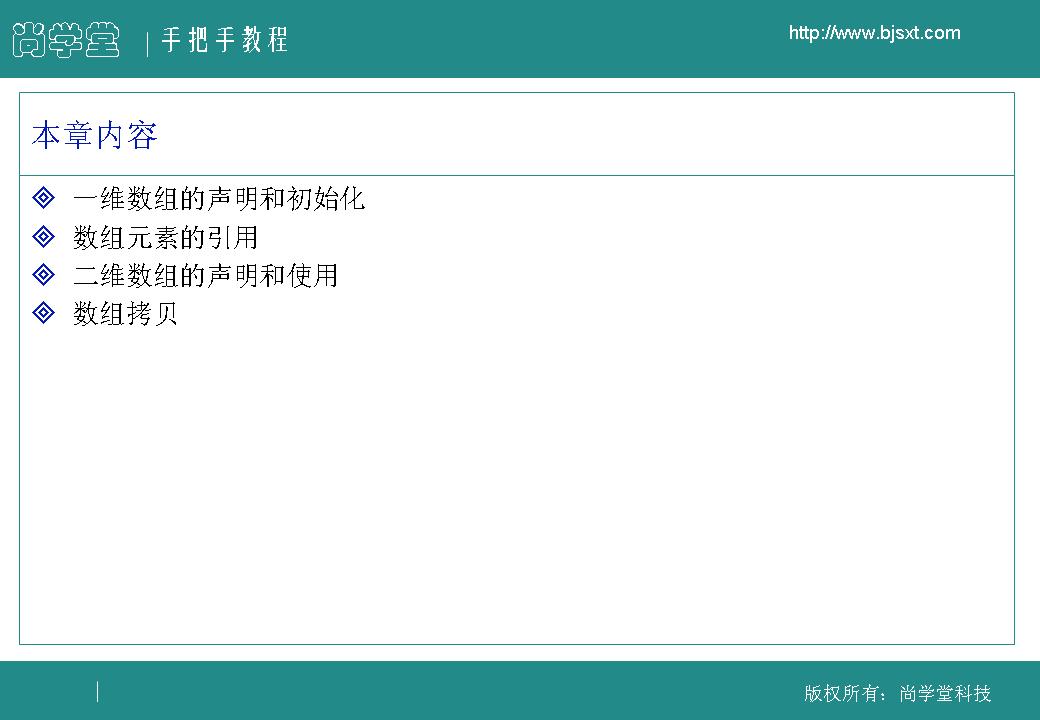 尚学堂 | 手把手教程
http://www.bjsxt.com
本章内容
一维数组的声明和初始化
数组元素的引用
二维数组的声明和使用
数组拷贝
版权所有：尚学堂科技